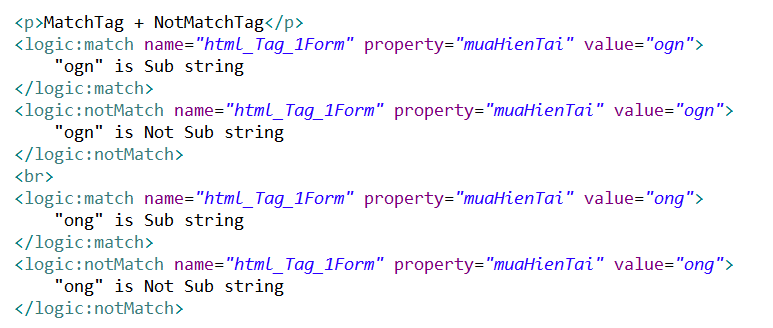 <p>MatchTag + NotMatchTag</p>
<logic:match name="html_Tag_1Form" property="muaHienTai" value="ogn">
    "ogn" is Sub string
</logic:match>
<logic:notMatch name="html_Tag_1Form" property="muaHienTai" value="ogn">
    "ogn" is Not Sub string
</logic:notMatch>
<br>
<logic:match name="html_Tag_1Form" property="muaHienTai" value="ong">
    "ong" is Sub string
</logic:match>
<logic:notMatch name="html_Tag_1Form" property="muaHienTai" value="ong">
    "ong" is Not Sub string
</logic:notMatch>